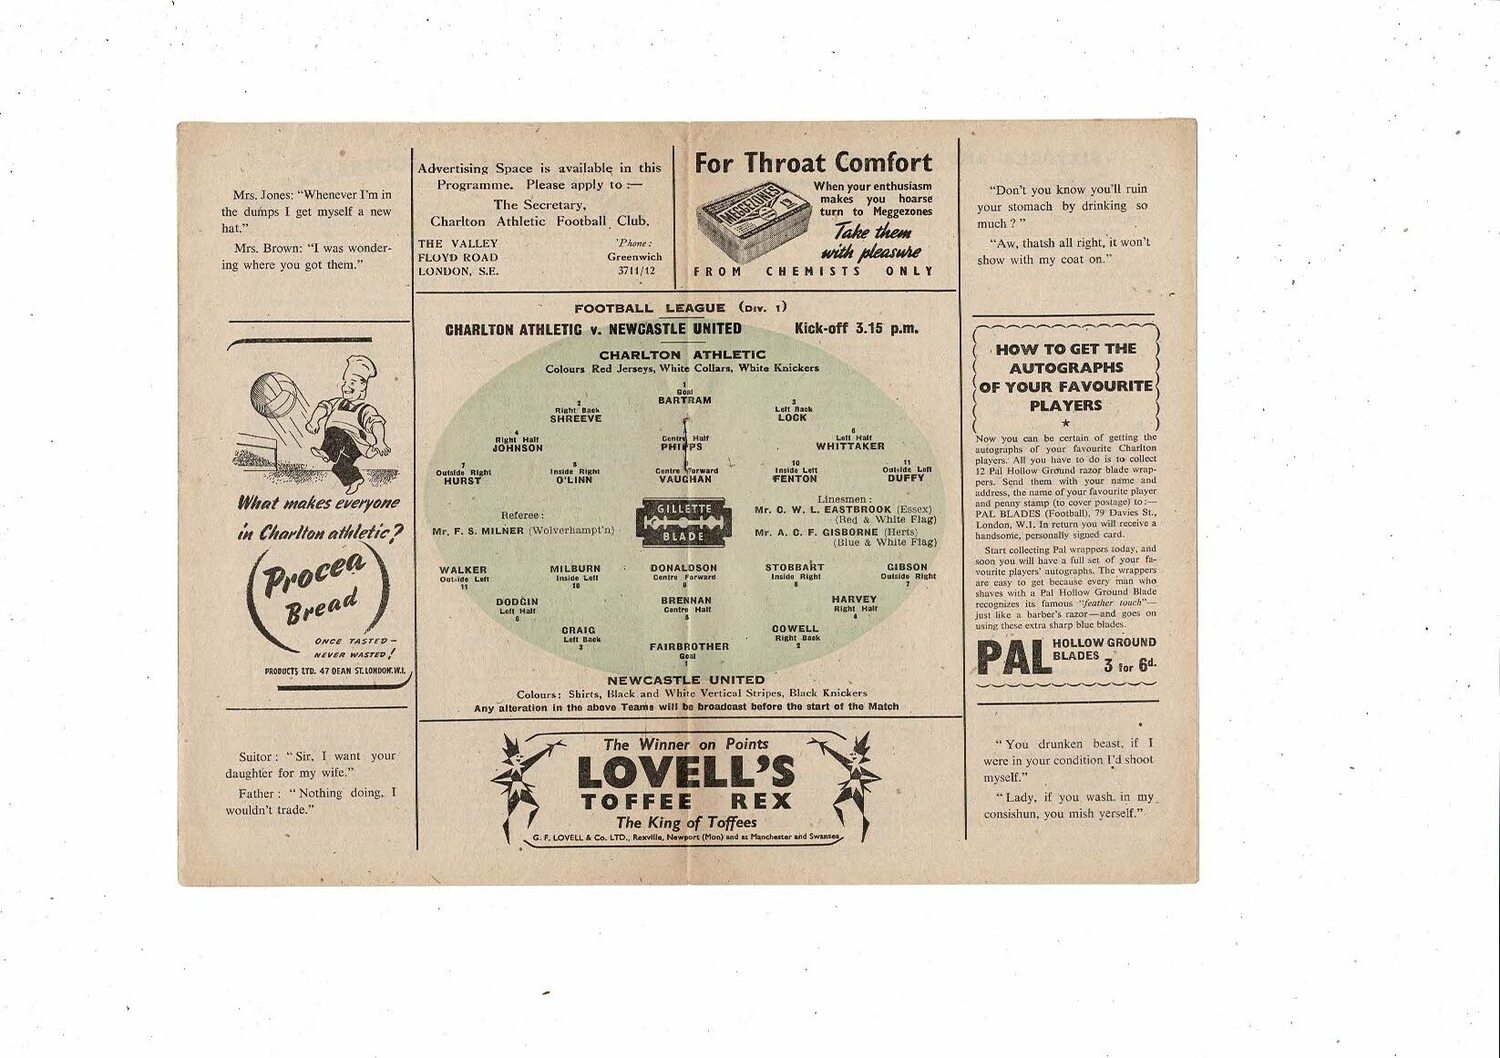 Mrs. Jones: "Whenever I'm in
the dumps I get myself a new
hat."
Mrs. Brown: "I was wonder-
ing where you got them."
What makes everyone
in Charlton athletic?
Procea
Bread
ONCE TASTED —
NEVER WASTED!
PRODUCTS LTD. 47 DEAN ST. LONDON. W.1.
Suitor: "Sir, I want your
daughter for my wife."
Father: "Nothing doing, I
wouldn't trade."
Advertising Space is available in this
Programme. Please apply to :—
The Secretary,
Charlton Athletic Football Club,
THE VALLEY
FLOYD ROAD
LONDON, S.E.
'Phone:
Greenwich
3711/12
For Throat Comfort
MEGGEZONES
When your enthusiasm
makes you hoarse
turn to Meggezones
Take them
with pleasure
FROM CHEMISTS ONLY
FOOTBALL LEAGUE (Div. 1)
CHARLTON ATHLETIC v. NEWCASTLE UNITED Kick-off 3.15 p.m.
CHARLTON ATHLETIC
Colours Red Jerseys, White Collars, White Knickers
1
Goal
BARTRAM
2
Right Back
SHREEVE
3
Left Back
LOCK
4
Right Half
JOHNSON
Centre Half
PHIPPS
6
Left Half
WHITTAKER
7
Outside Right
HURST
8
Inside Right
O'LINN
Centre Forward
VAUGHAN
10
Inside Left
FENTON
11
Outside Left
DUFFY
Referee:
Mr. F. S. MILNER (Wolverhampt'n)
GILLETTE
BLADE
Linesmen:
Mr. C. W. L. EASTBROOK (Essex)
(Red & White Flag)
Mr. A. C. F. GISBORNE (Herts)
(Blue & White Flag)
WALKER
Outside Left
11
MILBURN
Inside Left
10
DONALDSON
Centre Forward
9
STOBBART
Inside Right
8
GIBSON
Outside Right
7
DODGIN
Left Half
6
BRENNAN
Centre Half
5
HARVEY
Right Half
4
CRAIG
Left Back
3
COWELL
Right Back
2
FAIRBROTHER
Goal
1
NEWCASTLE UNITED
Colours: Shirts, Black and White Vertical Stripes, Black Knickers
Any alteration in the above Teams will be broadcast before the start of the Match
The Winner on Points
LOVELL'S
TOFFEE REX
The King of Toffees
G. F. LOVELL & Co. LTD., Rexville, Newport (Mon) and at Manchester and Swansea
"Don't you know you'll ruin
your stomach by drinking so
much?"
"Aw, thatsh all right, it won't
show with my coat on."
HOW TO GET THE
AUTOGRAPHS
OF YOUR FAVOURITE
PLAYERS
★
Now you can be certain of getting the
autographs of your favourite Charlton
players. All you have to do is to collect
12 Pal Hollow Ground razor blade wrap-
pers. Send them with your name and
address, the name of your favourite player
and penny stamp (to cover postage) to:—
PAL BLADES (Football), 79 Davies St.,
London, W.1. In return you will receive a
handsome, personally signed card.
Start collecting Pal wrappers today, and
soon you will have a full set of your fa-
vourite players' autographs. The wrappers
are easy to get because every man who
shaves with a Pal Hollow Ground Blade
recognizes its famous "feather touch"—
just like a barber's razor—and goes on
using these extra sharp blue blades.
PAL HOLLOW GROUND
BLADES 3 for 6d.
"You drunken beast, if I
were in your condition I'd shoot
myself."
"Lady, if you wash in my
consishun, you mish yerself."